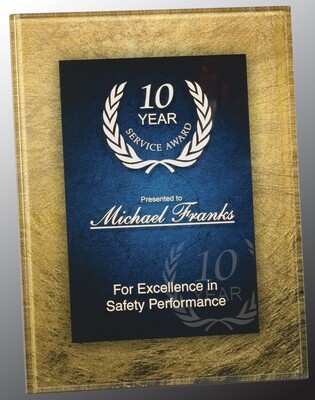 10
YEAR
SERVICE AWARD
Presented to
Michael Franks
10
YEAR
For Excellence in
Safety Performance